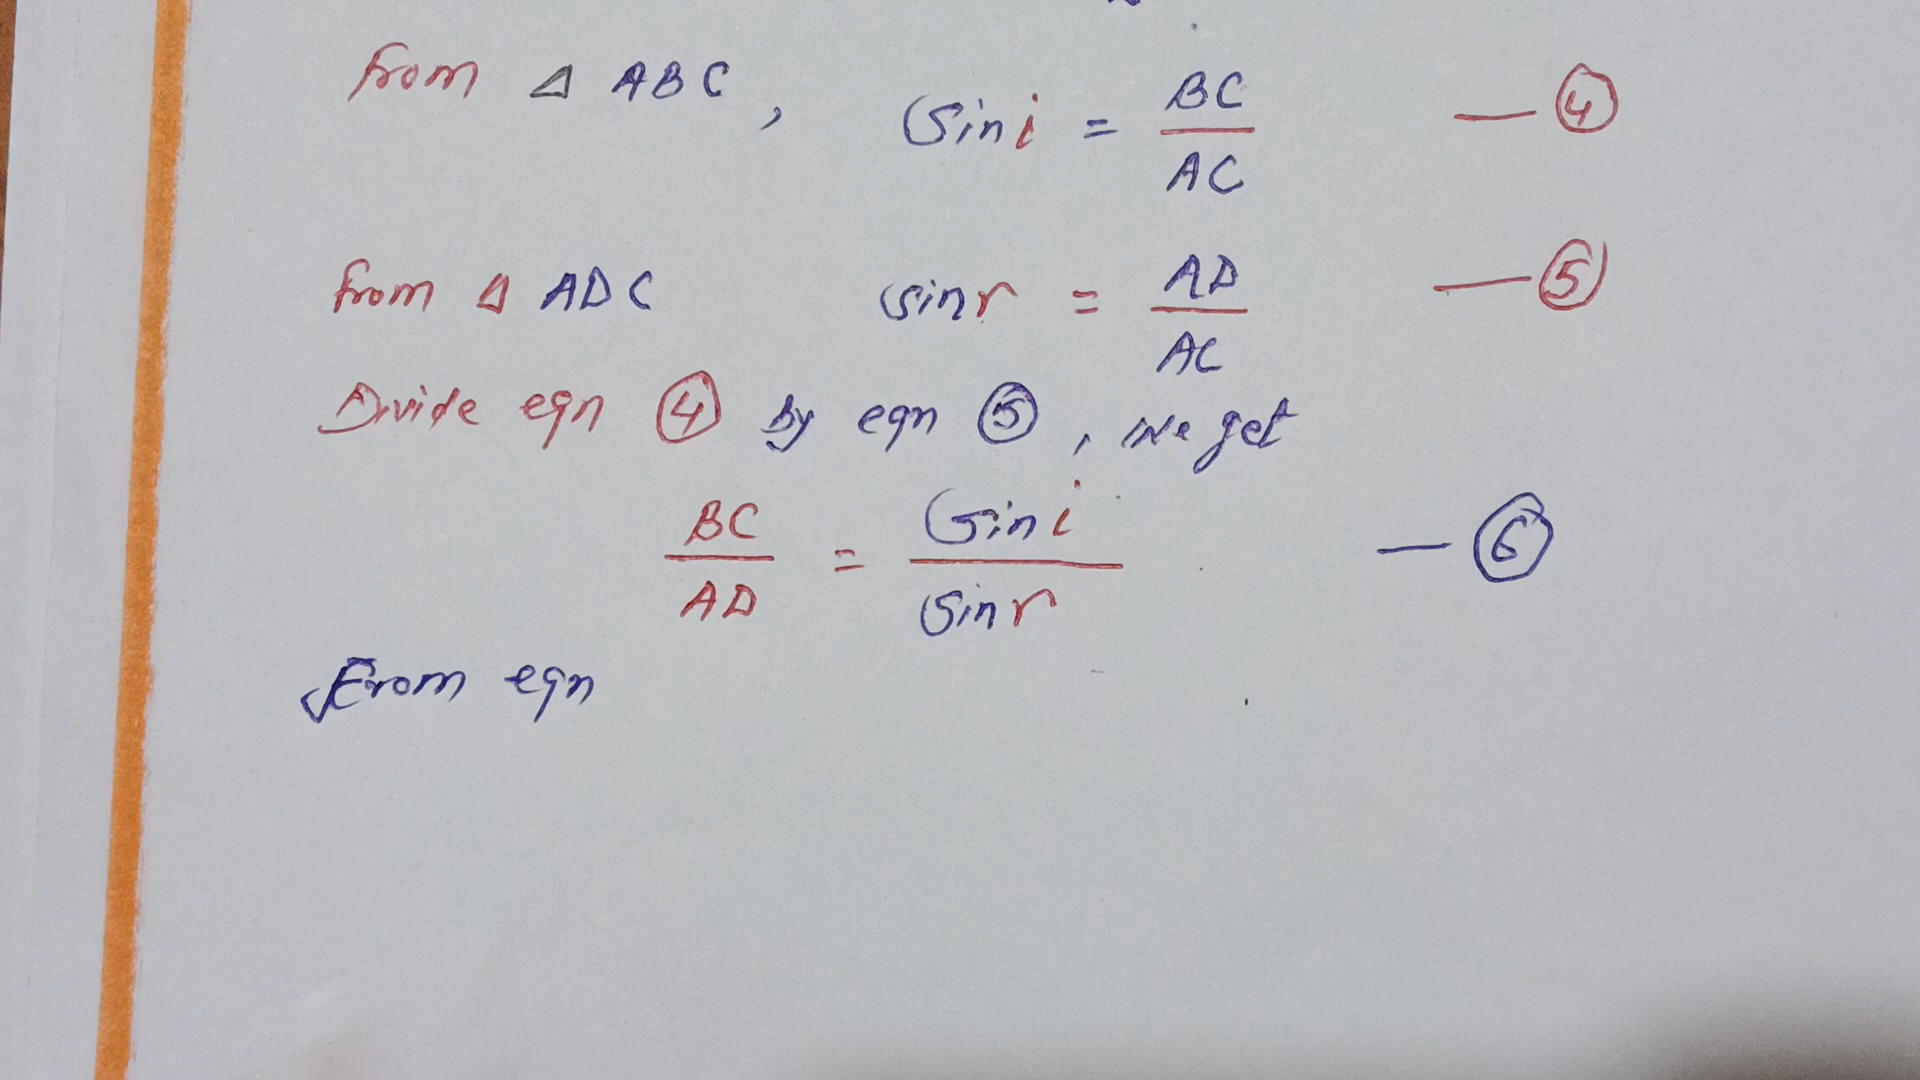 from △ ABC, Sin i = BC/AC — ④
from △ ADC sin r = AD/AC — ⑤
Divide eqn ④ by eqn ⑤, we get
BC/AD = Sin i/Sin r — ⑥
From eqn